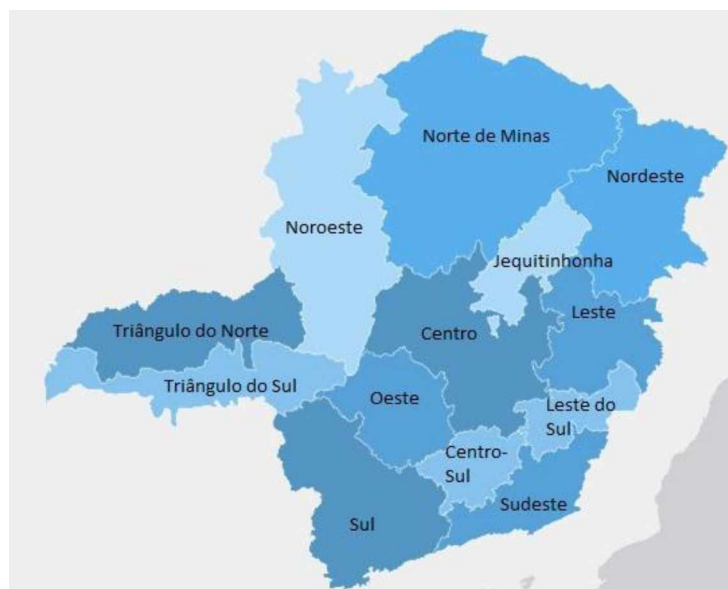 Norte de Minas
Nordeste
Noroeste
Jequitinhonha
Leste
Triângulo do Norte
Centro
Triângulo do Sul
Oeste
Leste do
Sul
Centro-
Sul
Sudeste
Sul